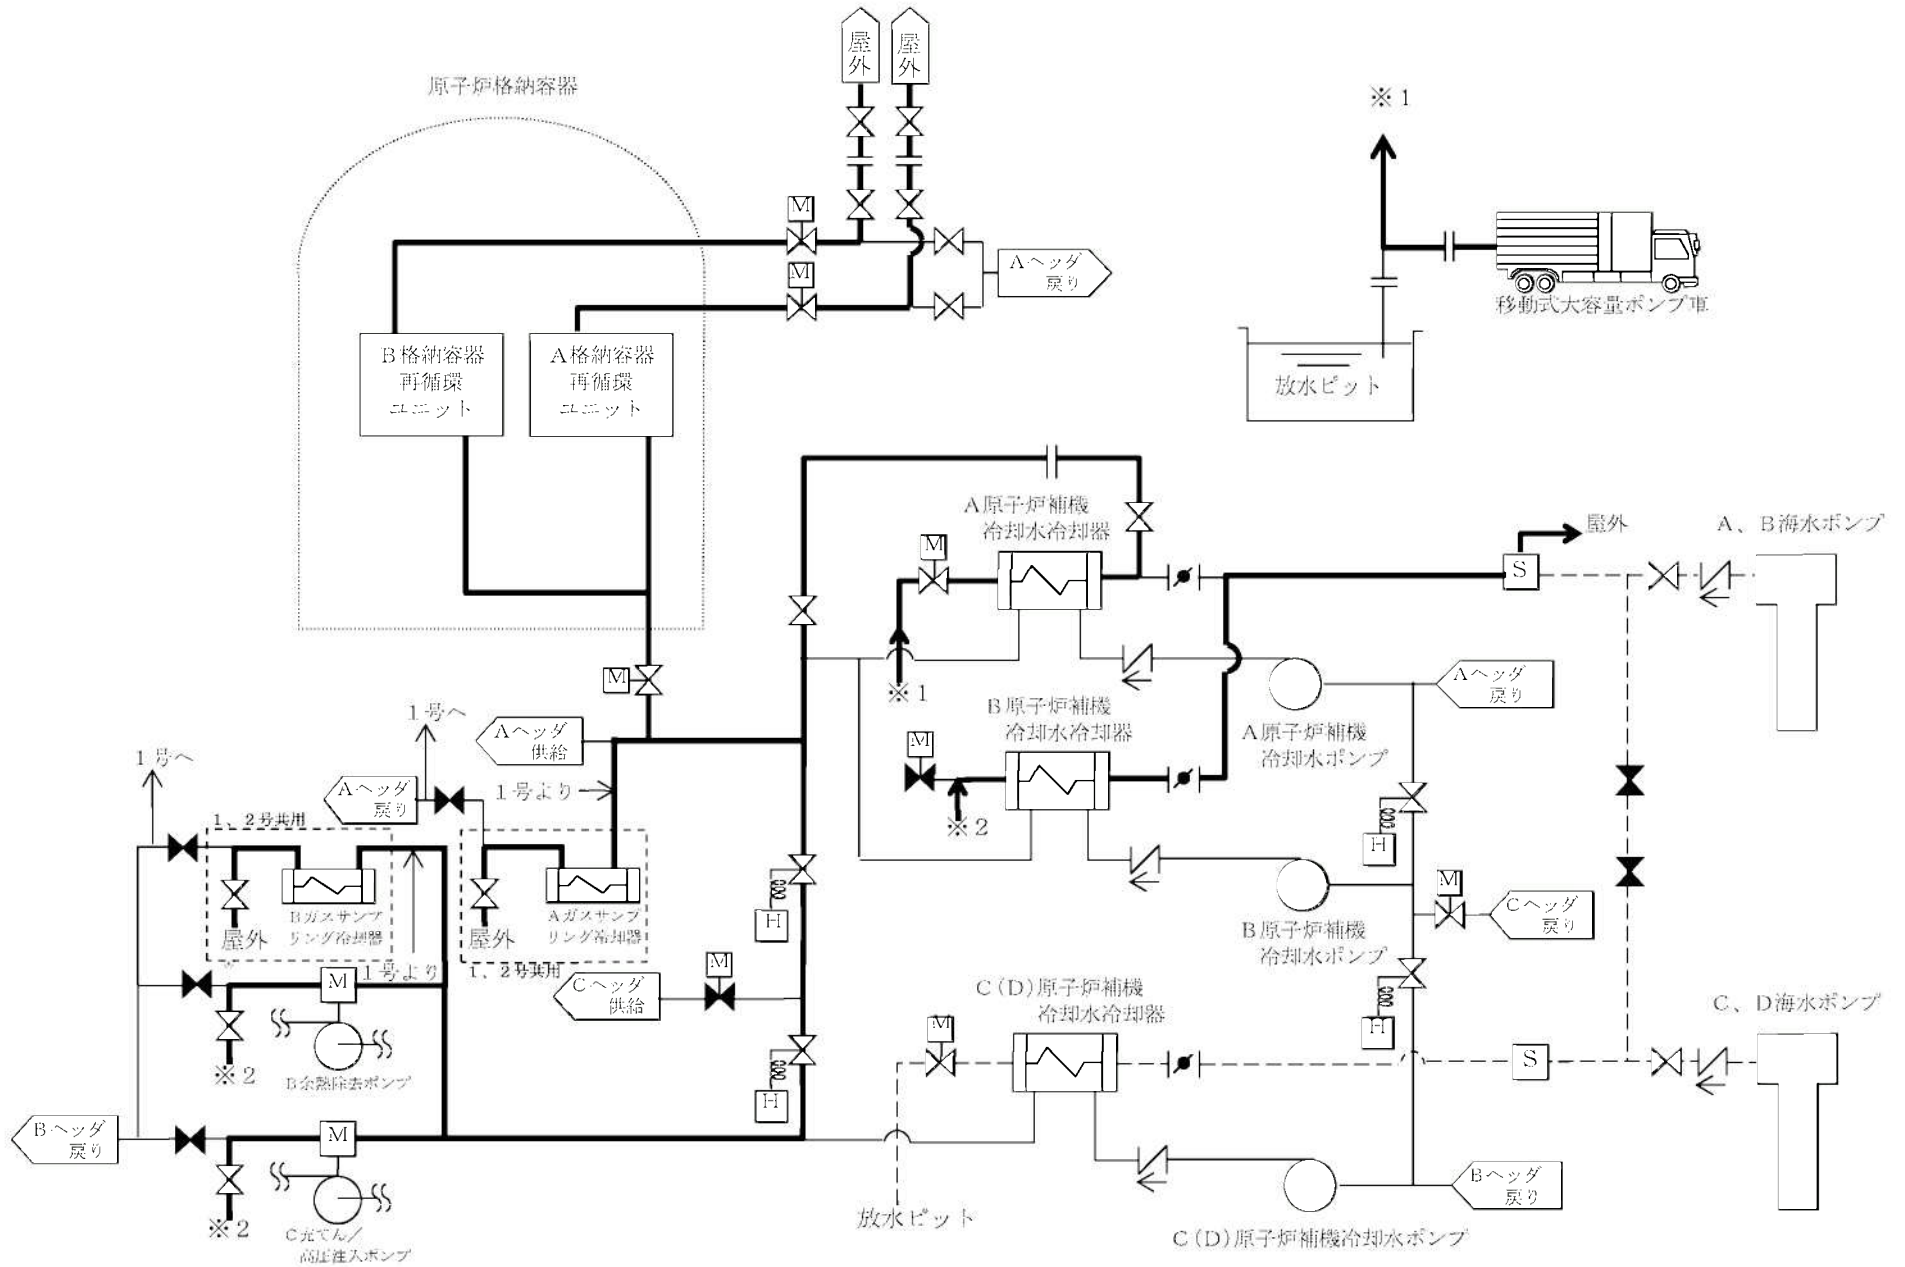 屋外
屋外
原子炉格納容器
※1
M
M
Aヘッダ
戻り
移動式大容量ポンプ車
放水ピット
B格納容器
再循環
ユニット
A格納容器
再循環
ユニット
A原子炉補機
冷却水冷却器
M
屋外
S
A、B海水ポンプ
※1
M
B原子炉補機
冷却水冷却器
M
※2
Aヘッダ
戻り
A原子炉補機
冷却水ポンプ
1号へ
Aヘッダ
供給
1号へ
Aヘッダ
戻り
1号より
1、2号共用
Bガスサンプ
リング冷却器
屋外
1号より
Aガスサンプ
リング冷却器
屋外
1、2号共用
H
H
M
Cヘッダ
戻り
B原子炉補機
冷却水ポンプ
M
Cヘッダ
供給
M
B余熱除去ポンプ
※2
C(D)原子炉補機
冷却水冷却器
M
H
S
C、D海水ポンプ
H
Bヘッダ
戻り
M
※2
C充てん/
高圧注入ポンプ
放水ピット
Bヘッダ
戻り
C(D)原子炉補機冷却水ポンプ